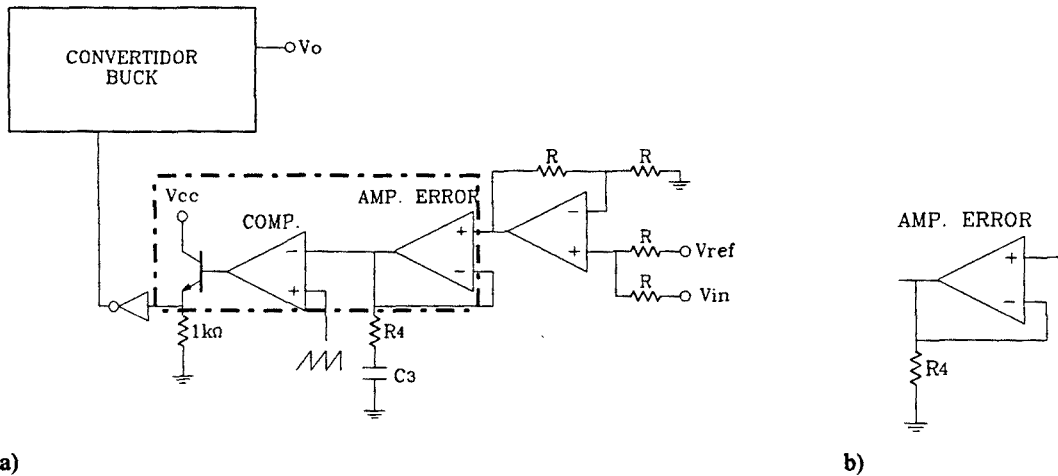 CONVERTIDOR
BUCK
Vo
Vcc
COMP.
AMP. ERROR
R
R
R
Vref
R
Vin
1kΩ
R4
C3
a)
AMP. ERROR
R4
b)